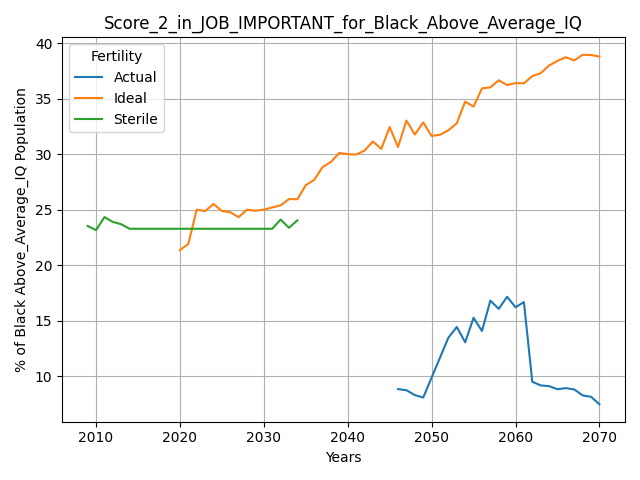 Score_2_in_JOB_IMPORTANT_for_Black_Above_Average_IQ
Fertility
Actual
Ideal
Sterile
% of Black Above_Average_IQ Population
40
35
30
25
20
15
10
2010
2020
2030
2040
2050
2060
2070
Years